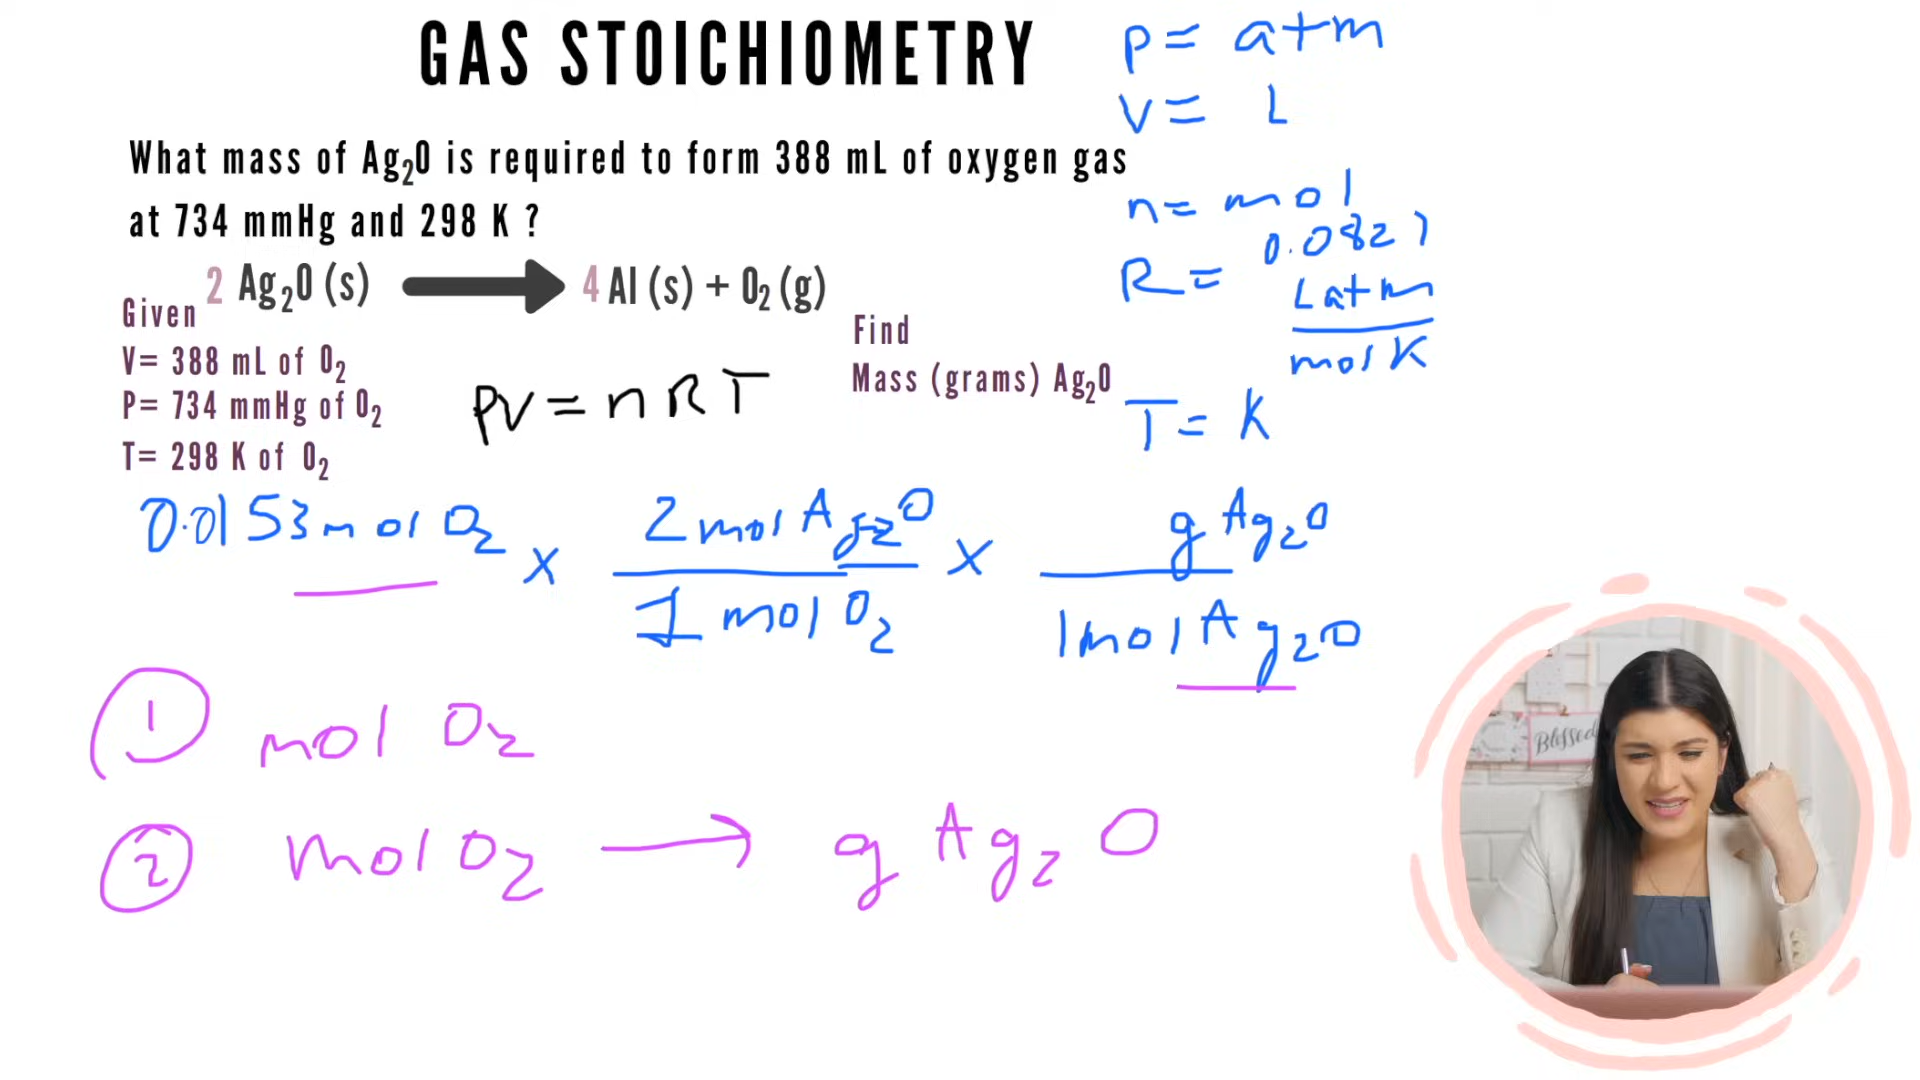 GAS STOICHIOMETRY
P= atm
V= L
What mass of Ag₂O is required to form 388 mL of oxygen gas
at 734 mmHg and 298 K ?
n= mol
R= 0.0821 Latm/molK
2 Ag₂O (s) → 4 Al (s) + O₂ (g)
Given
V= 388 mL of O₂
P= 734 mmHg of O₂
T= 298 K of O₂
PV = nRT
Find
Mass (grams) Ag₂O
T= K
0.0153 mol O₂ x 2 mol Ag₂O / 1 mol O₂ x g Ag₂O / 1 mol Ag₂O
1 mol O₂
2 mol O₂ → g Ag₂O
Blessed